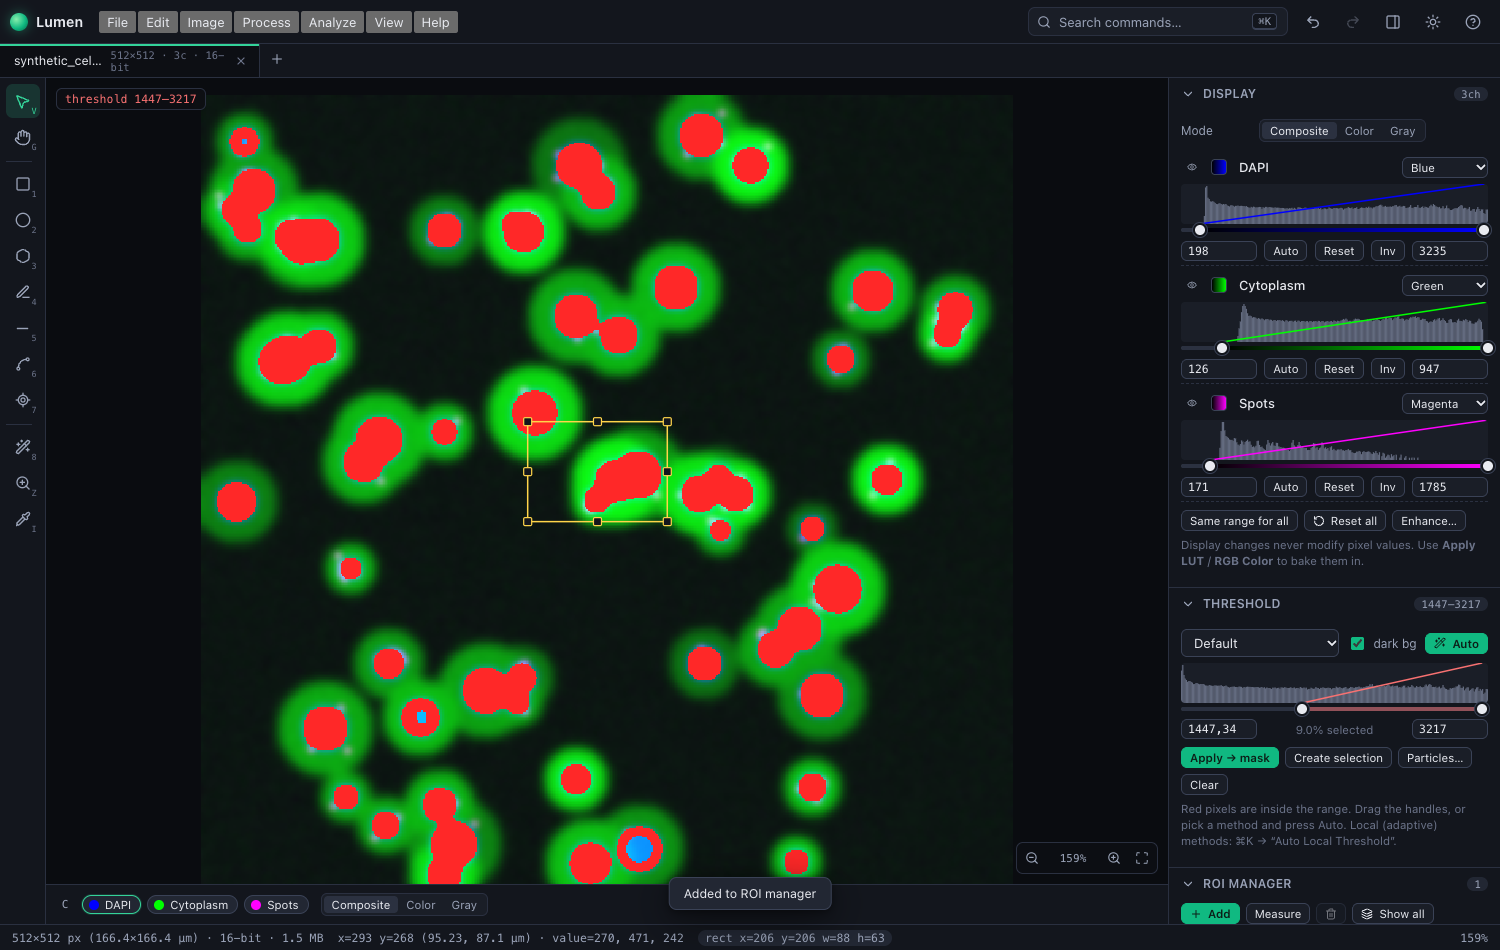 Lumen File Edit Image Process Analyze View Help Search commands... ⌘K
synthetic_cel... 512×512 · 3c · 16-bit
threshold 1447–3217
V
G
1
2
3
4
5
6
7
8
Z
I
159%
C DAPI Cytoplasm Spots Composite Color Gray
Added to ROI manager
DISPLAY 3ch
Mode Composite Color Gray
DAPI Blue
198 Auto Reset Inv 3235
Cytoplasm Green
126 Auto Reset Inv 947
Spots Magenta
171 Auto Reset Inv 1785
Same range for all Reset all Enhance...
Display changes never modify pixel values. Use Apply
LUT / RGB Color to bake them in.
THRESHOLD 1447–3217
Default dark bg Auto
1447,34 9.0% selected 3217
Apply → mask Create selection Particles...
Clear
Red pixels are inside the range. Drag the handles, or
pick a method and press Auto. Local (adaptive)
methods: ⌘K → “Auto Local Threshold”.
ROI MANAGER 1
Add Measure Show all
512×512 px (166.4×166.4 µm) · 16-bit · 1.5 MB x=293 y=268 (95.23, 87.1 µm) · value=270, 471, 242 rect x=206 y=206 w=88 h=63 159%